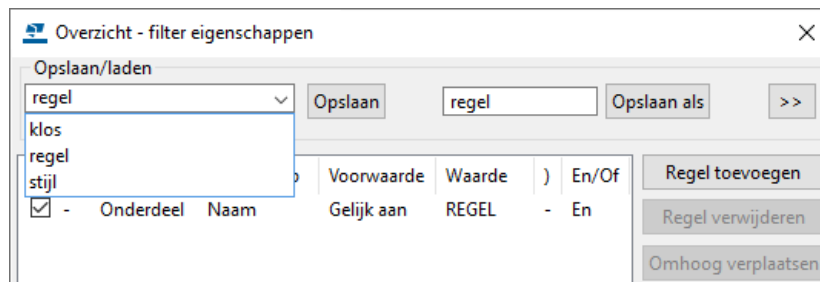 Overzicht - filter eigenschappen
Opslaan/laden
regel Opslaan regel Opslaan als >>
klos
regel
stijl
Voorwaarde Waarde ) En/Of Regel toevoegen
- Onderdeel Naam Gelijk aan REGEL - En
Regel verwijderen
Omhoog verplaatsen